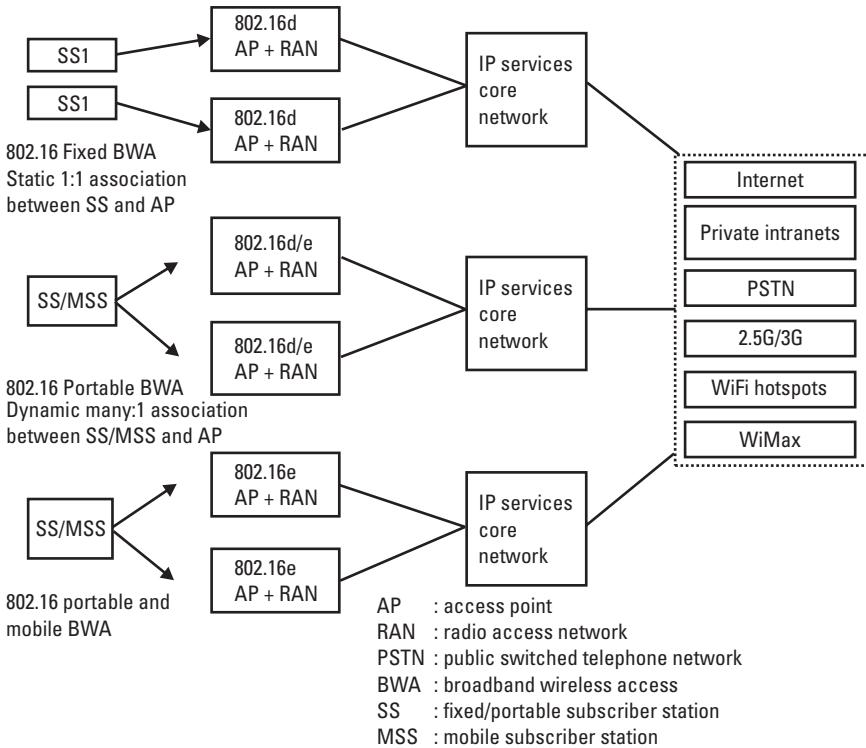 SS1
SS1
802.16d
AP + RAN
802.16d
AP + RAN
IP services
core
network
802.16 Fixed BWA
Static 1:1 association
between SS and AP
SS/MSS
802.16d/e
AP + RAN
802.16d/e
AP + RAN
IP services
core
network
802.16 Portable BWA
Dynamic many:1 association
between SS/MSS and AP
SS/MSS
802.16e
AP + RAN
802.16e
AP + RAN
IP services
core
network
802.16 portable and
mobile BWA
Internet
Private intranets
PSTN
2.5G/3G
WiFi hotspots
WiMax
AP : access point
RAN : radio access network
PSTN : public switched telephone network
BWA : broadband wireless access
SS : fixed/portable subscriber station
MSS : mobile subscriber station